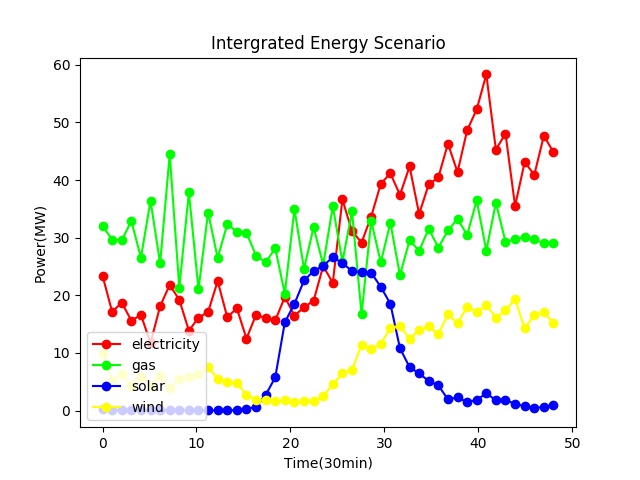 Intergrated Energy Scenario
Power(MW)
60
50
40
30
20
10
0
electricity
gas
solar
wind
0 10 20 30 40 50
Time(30min)